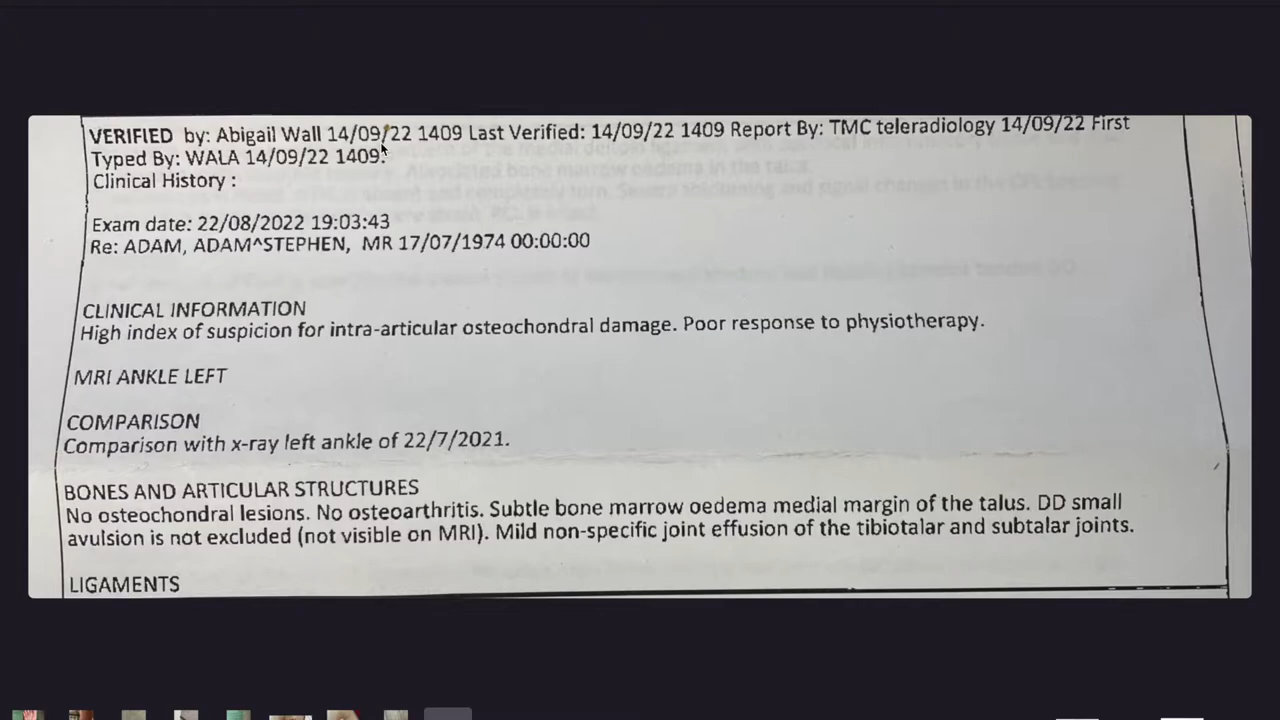 VERIFIED by: Abigail Wall 14/09/22 1409 Last Verified: 14/09/22 1409 Report By: TMC teleradiology 14/09/22 First
Typed By: WALA 14/09/22 1409.
Clinical History :
Exam date: 22/08/2022 19:03:43
Re: ADAM, ADAM^STEPHEN, MR 17/07/1974 00:00:00
CLINICAL INFORMATION
High index of suspicion for intra-articular osteochondral damage. Poor response to physiotherapy.
MRI ANKLE LEFT
COMPARISON
Comparison with x-ray left ankle of 22/7/2021.
BONES AND ARTICULAR STRUCTURES
No osteochondral lesions. No osteoarthritis. Subtle bone marrow oedema medial margin of the talus. DD small
avulsion is not excluded (not visible on MRI). Mild non-specific joint effusion of the tibiotalar and subtalar joints.
LIGAMENTS